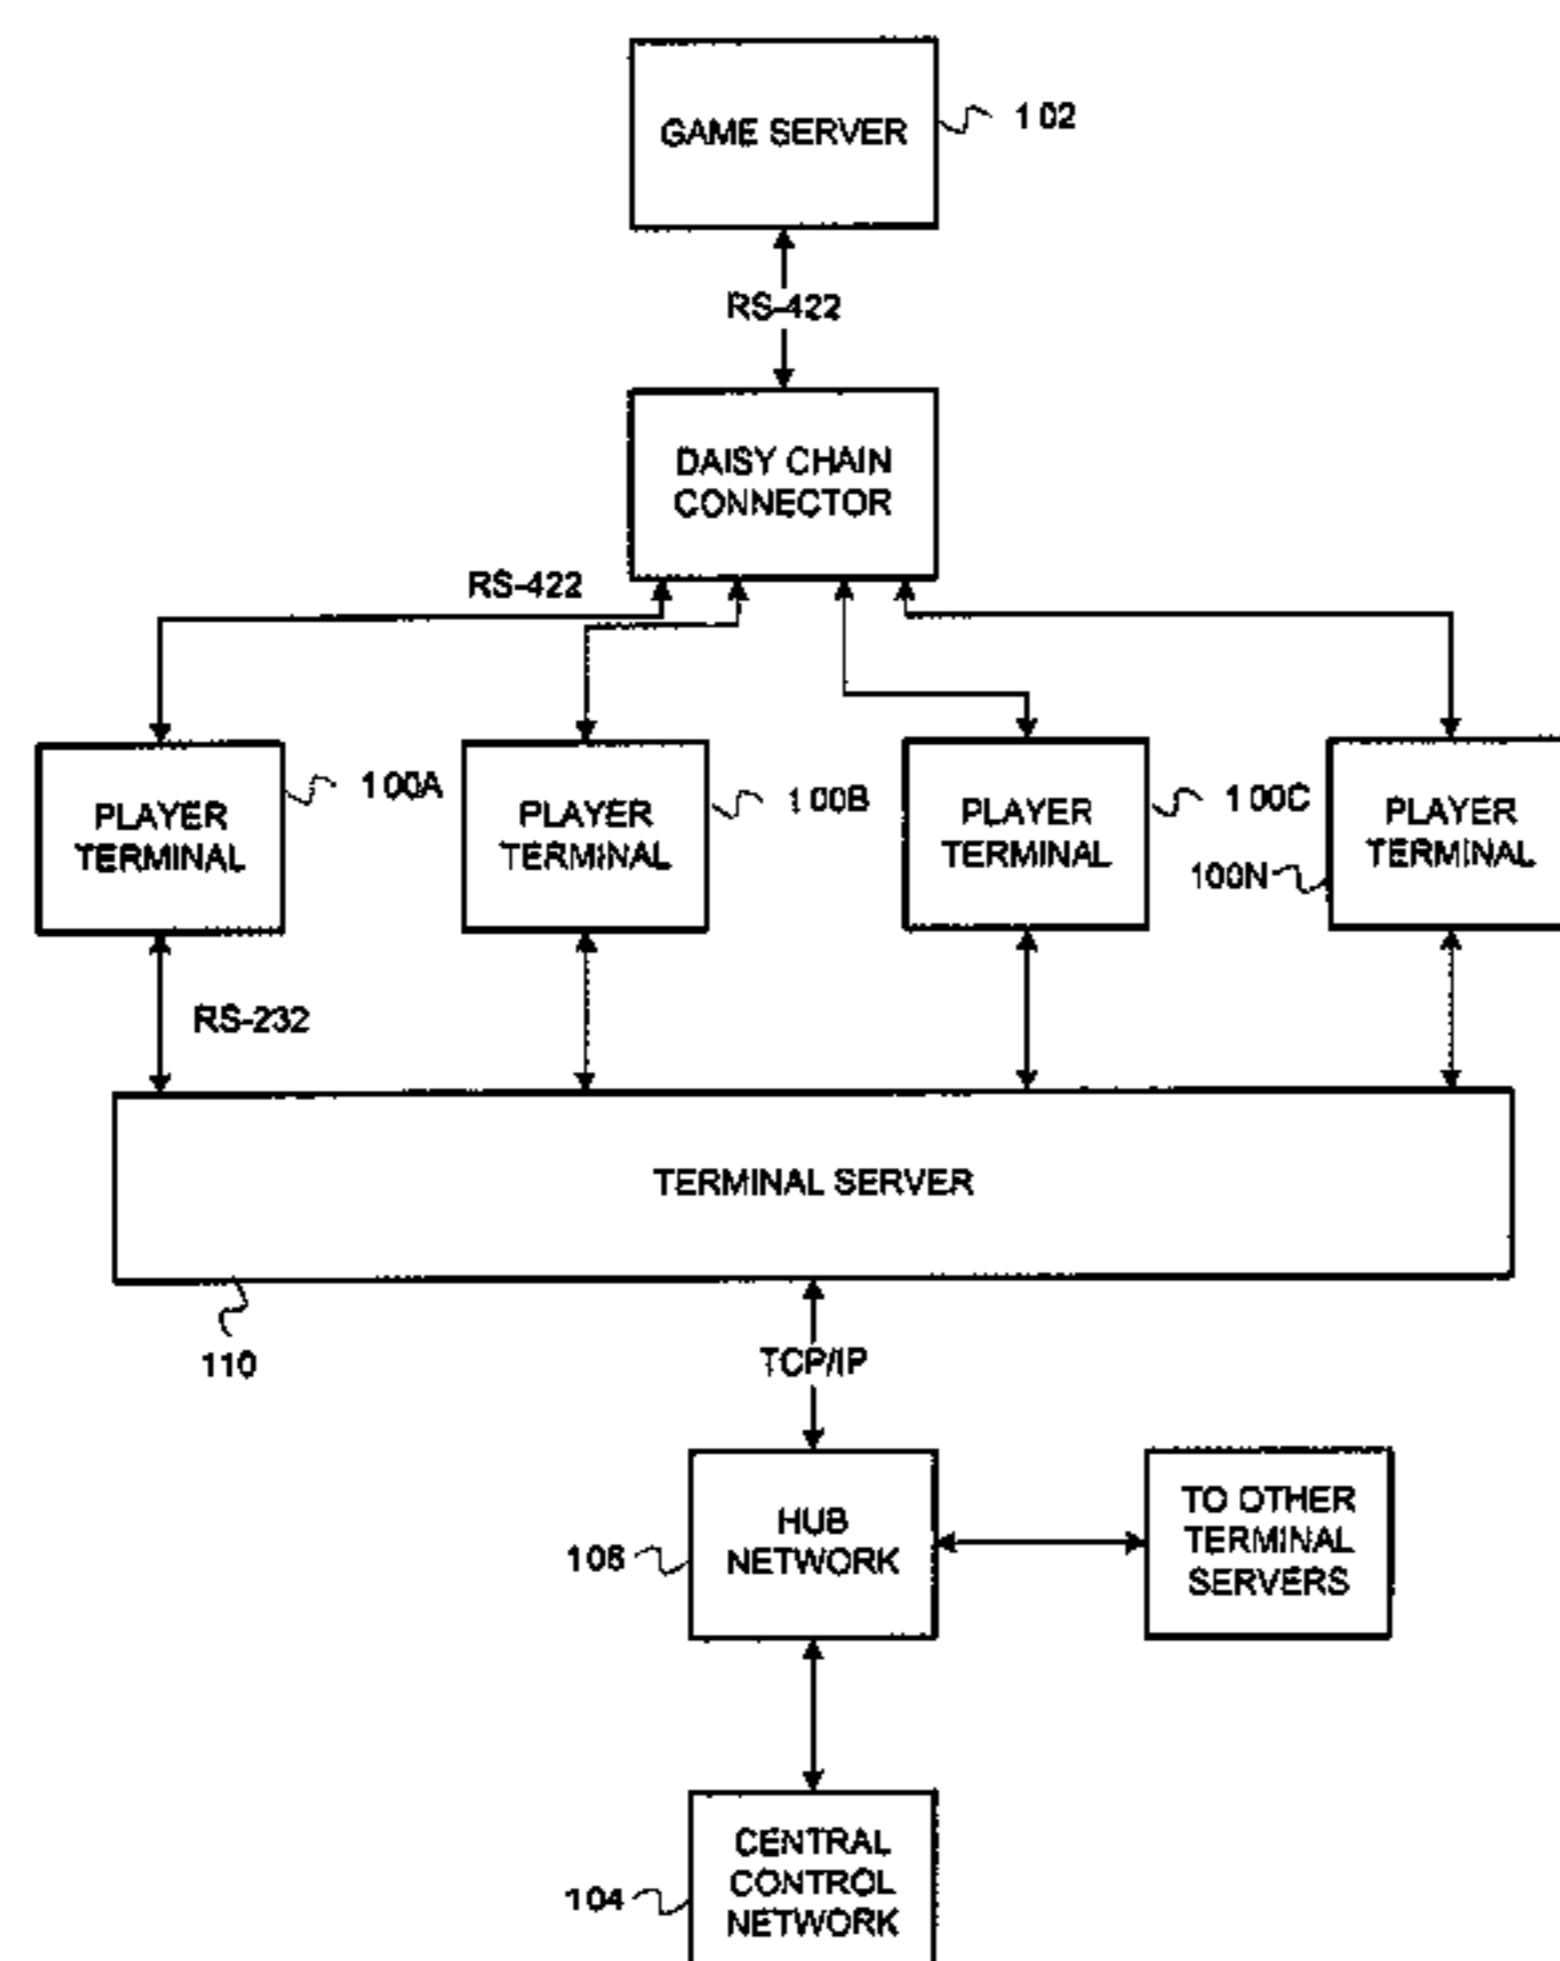 GAME SERVER
102
RS-422
DAISY CHAIN
CONNECTOR
RS-422
PLAYER
TERMINAL
100A
PLAYER
TERMINAL
100B
PLAYER
TERMINAL
100C
PLAYER
TERMINAL
100N
RS-232
TERMINAL SERVER
110
TCP/IP
HUB
NETWORK
108
TO OTHER
TERMINAL
SERVERS
CENTRAL
CONTROL
NETWORK
104